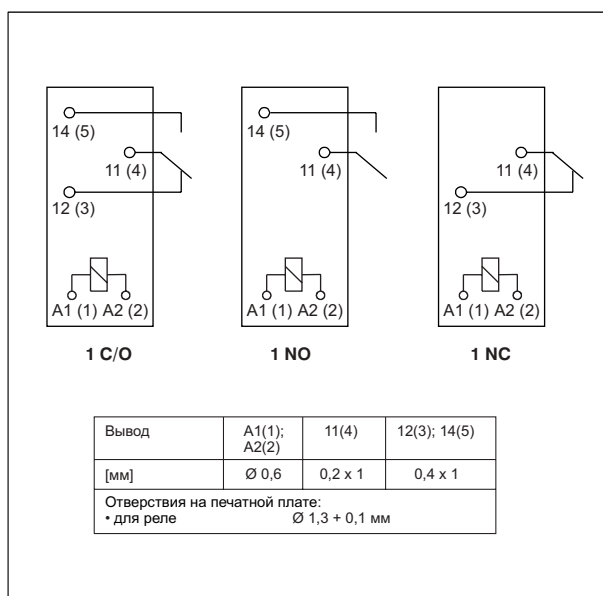 14 (5)
11 (4)
12 (3)
A1 (1) A2 (2)
1 C/O
14 (5)
11 (4)
A1 (1) A2 (2)
1 NO
11 (4)
12 (3)
A1 (1) A2 (2)
1 NC
Вывод A1(1); A2(2) 11(4) 12(3); 14(5)
[мм] Ø 0,6 0,2 x 1 0,4 x 1
Отверстия на печатной плате:
• для реле Ø 1,3 + 0,1 мм